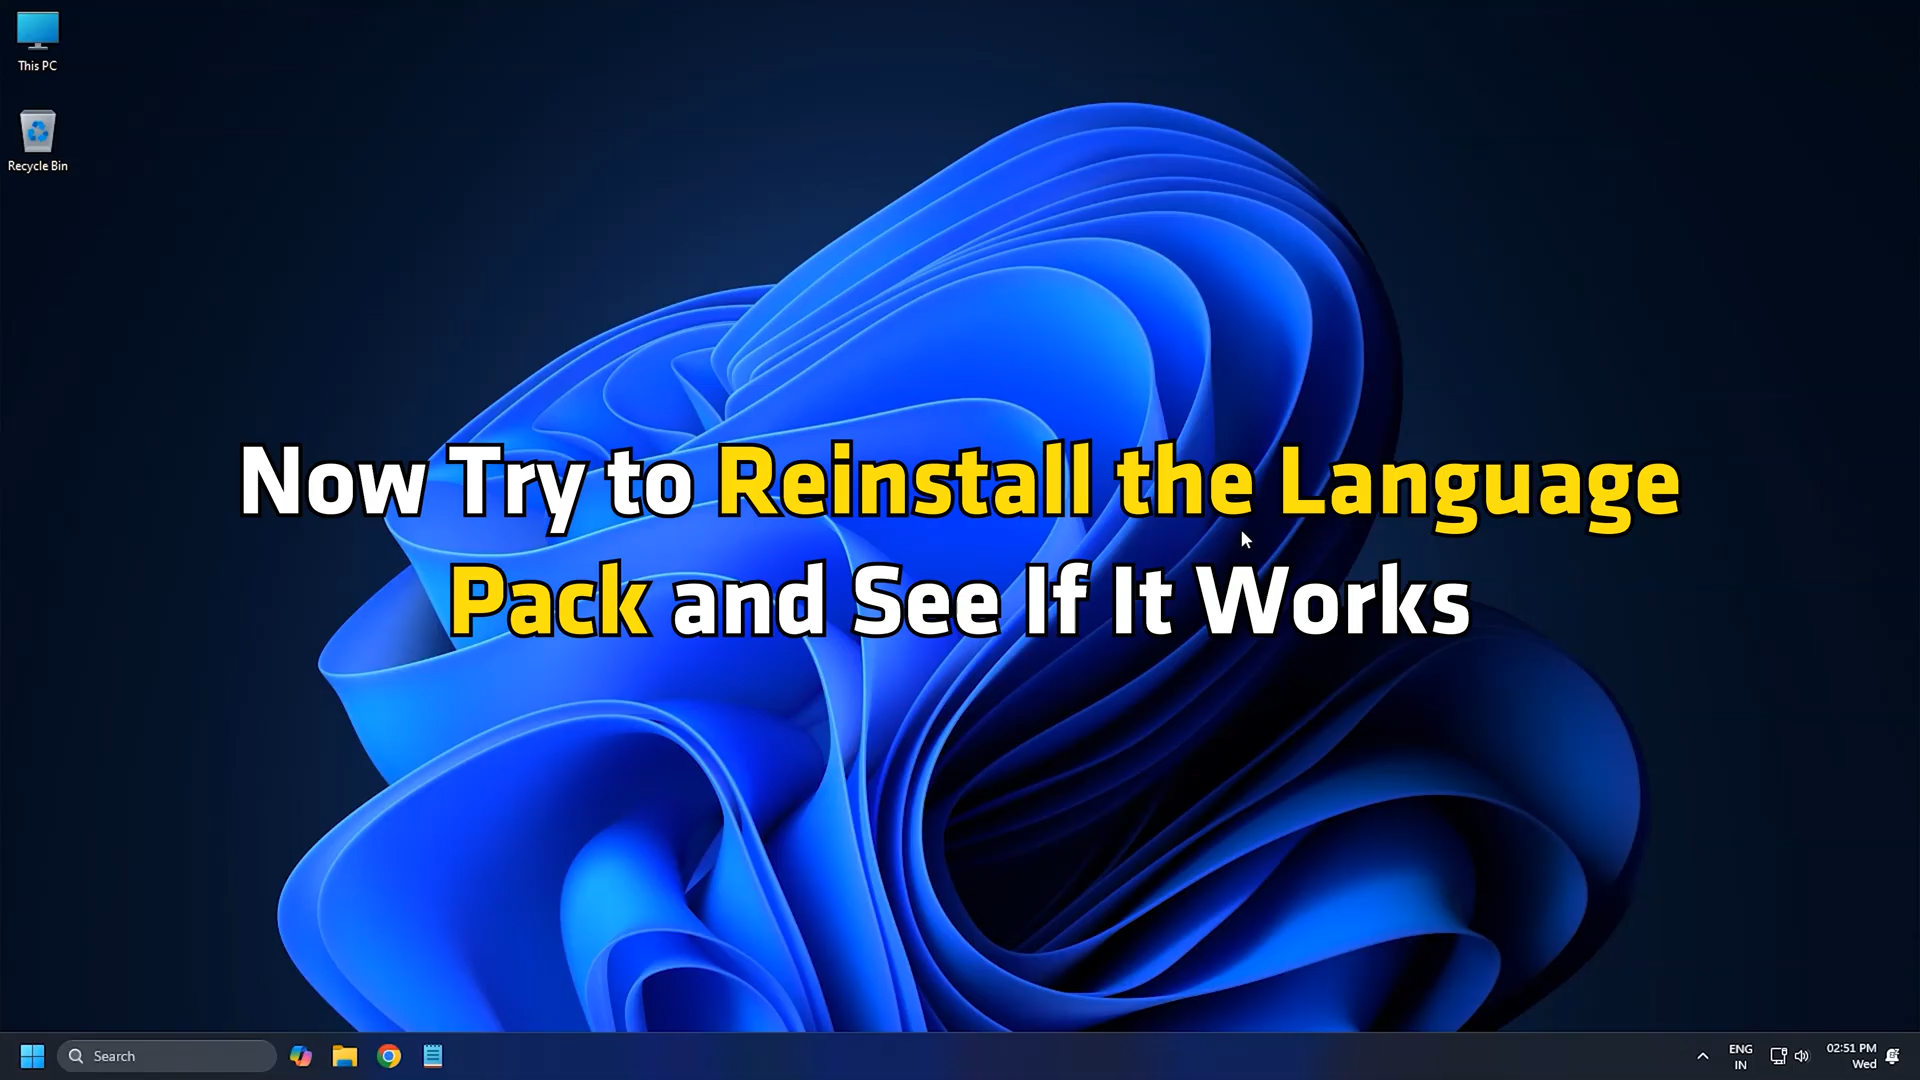 This PC
Recycle Bin
Now Try to Reinstall the Language
Pack and See If It Works
Search
ENG
IN
02:51 PM
Wed